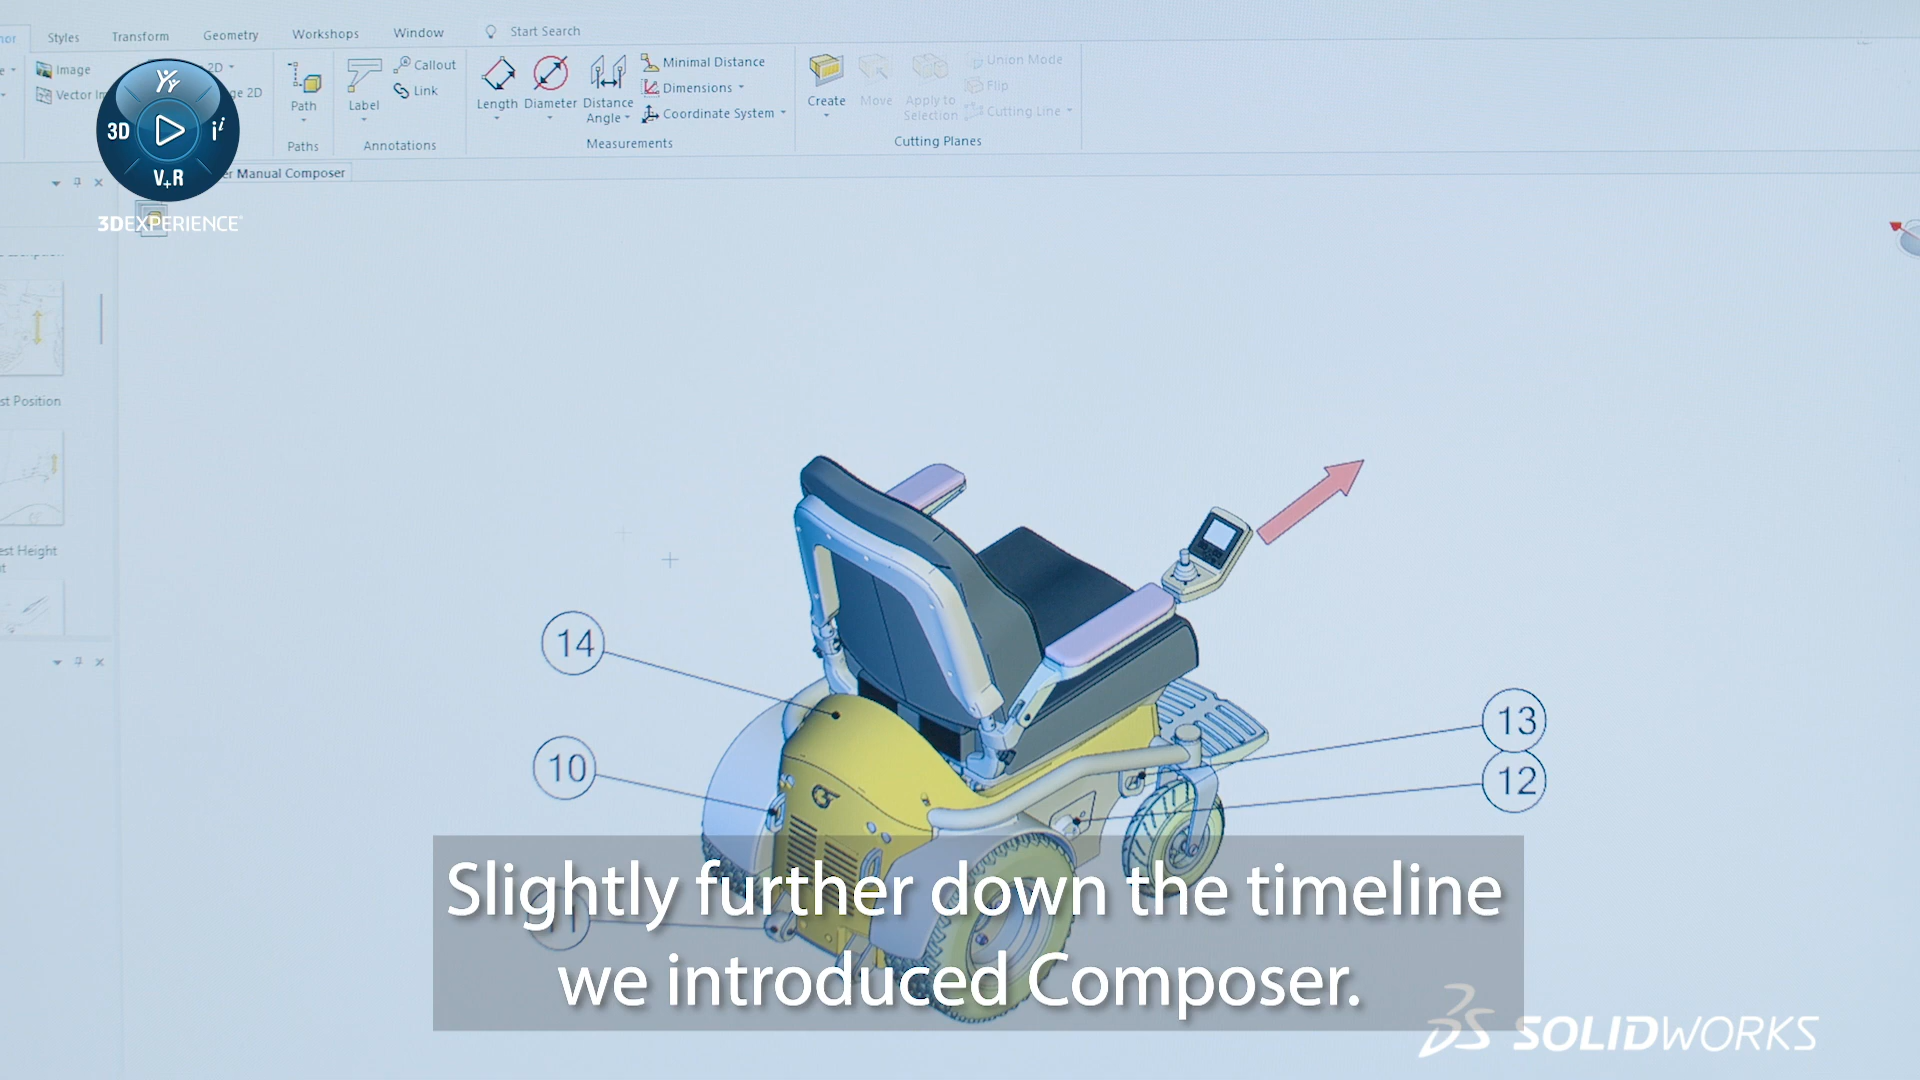 Styles Transform Geometry Workshops Window Start Search
Image
Vector
2D
2D
Path
Paths
Label
Callout
Link
Annotations
Length Diameter Distance
Angle
Minimal Distance
Dimensions
Coordinate System
Measurements
Create Move Apply to
Selection
Union Mode
Flip
Cutting Line
Cutting Planes
3D
i²
V+R
3DEXPERIENCE
Manual Composer
Position
Height
14
10
11
13
12
Slightly further down the timeline
we introduced Composer.
SOLIDWORKS